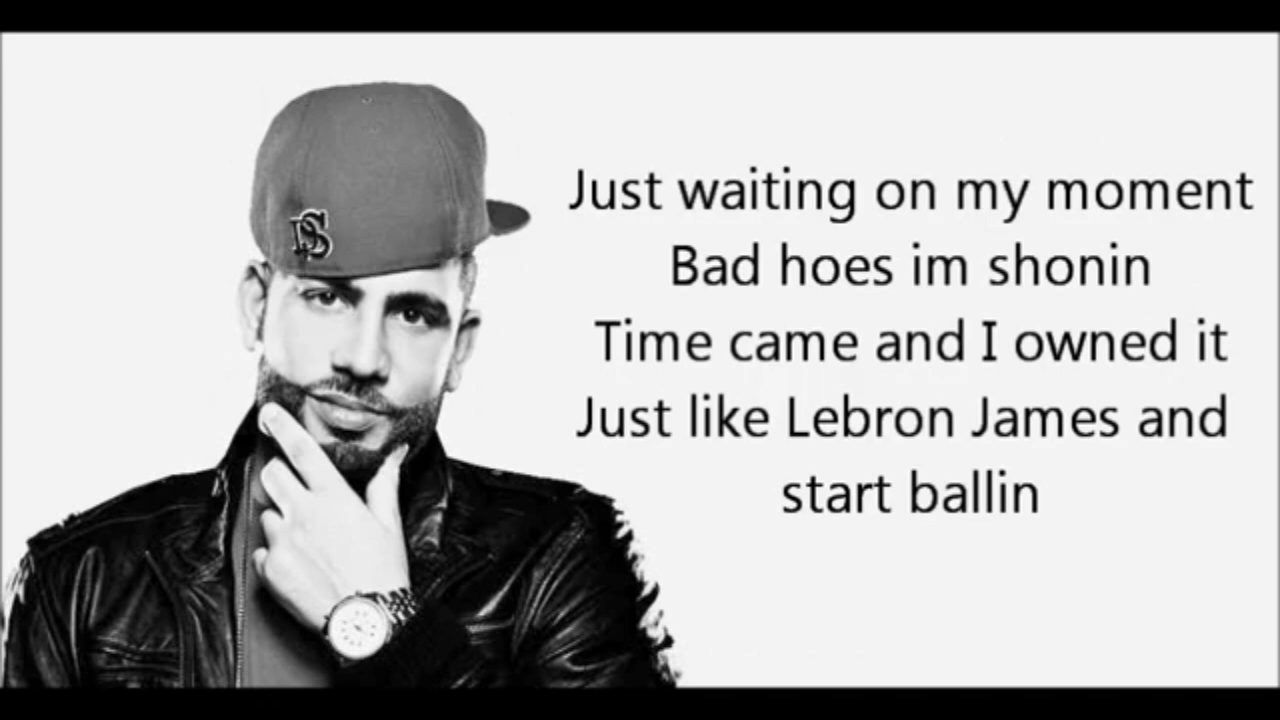 DS
Just waiting on my moment
Bad hoes im shonin
Time came and I owned it
Just like Lebron James and
start ballin